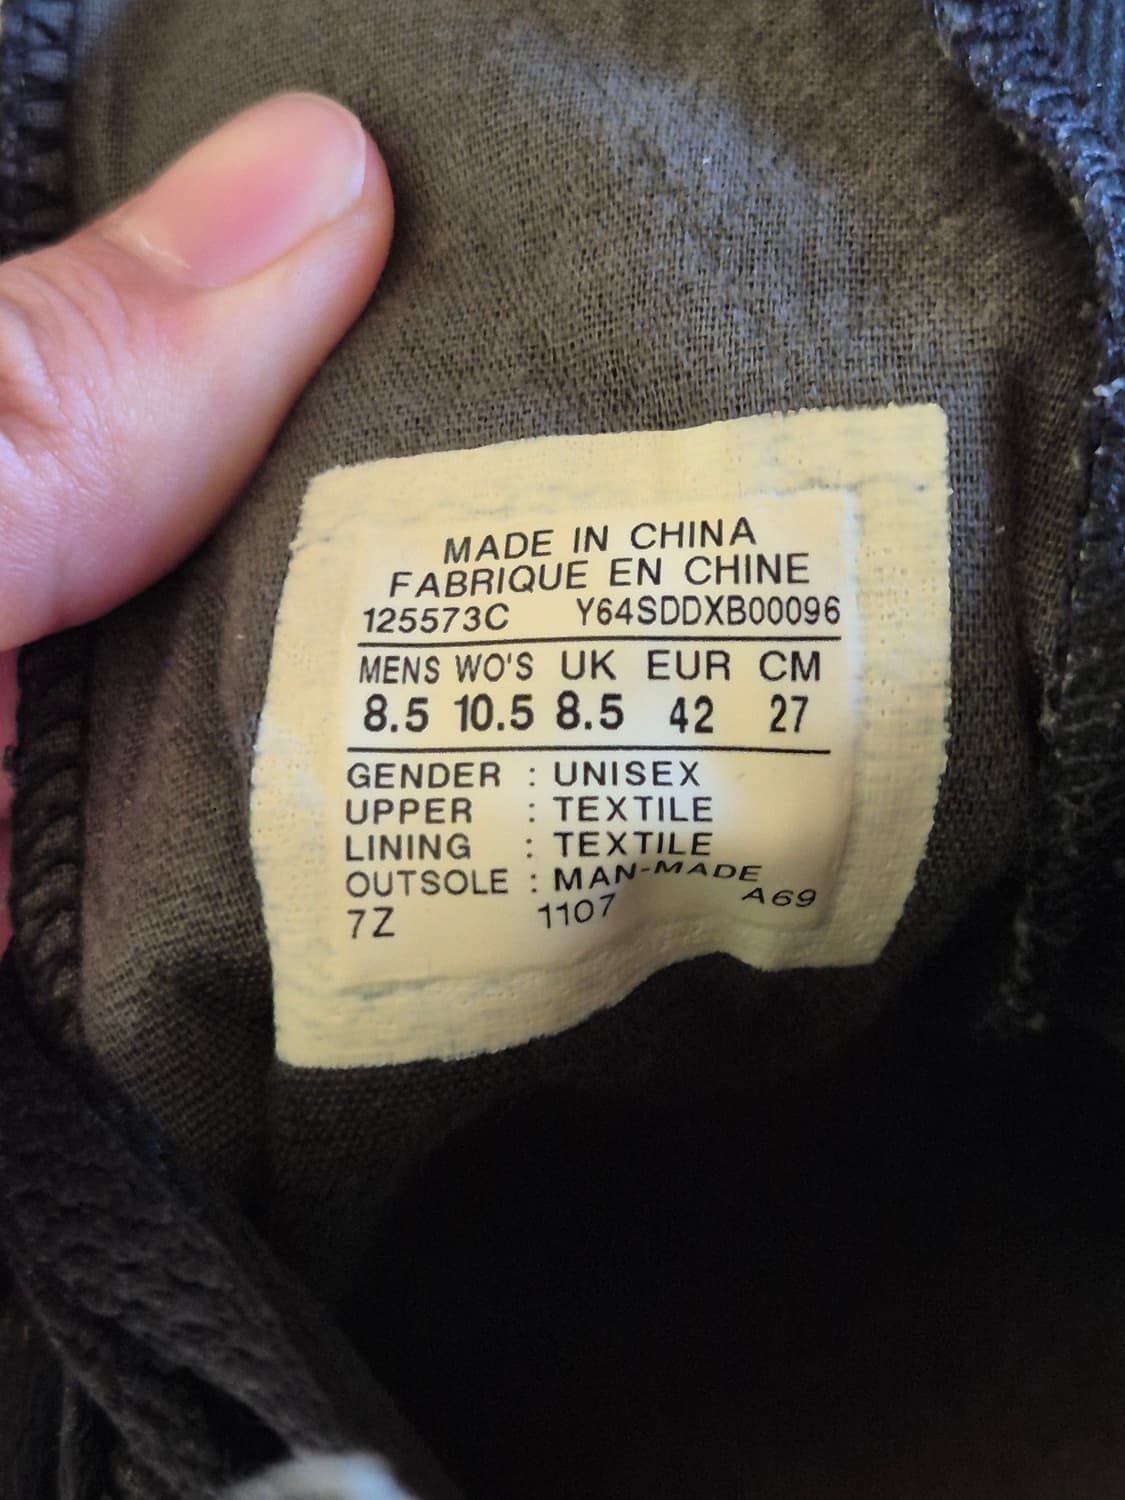 MADE IN CHINA
FABRIQUE EN CHINE
125573C Y64SDDXB00096
MENS WO'S UK EUR CM
8.5 10.5 8.5 42 27
GENDER : UNISEX
UPPER : TEXTILE
LINING : TEXTILE
OUTSOLE : MAN-MADE
7Z 1107 A69